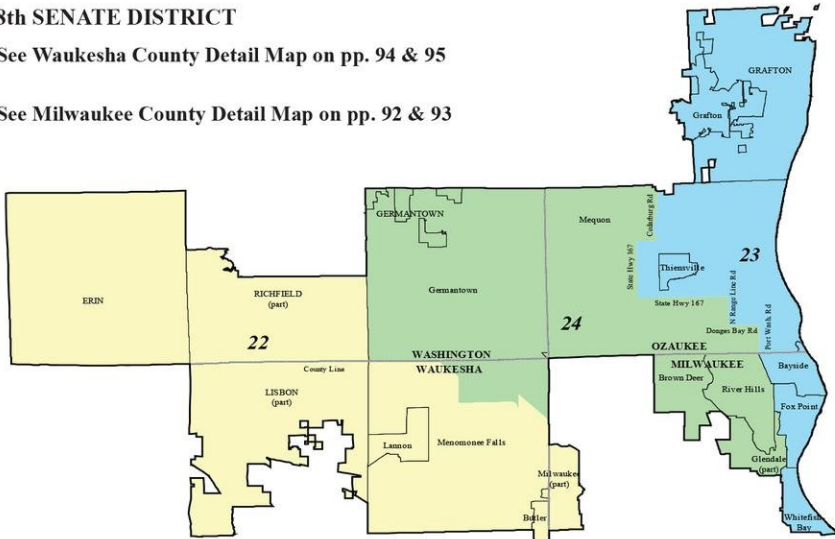 8th SENATE DISTRICT
See Waukesha County Detail Map on pp. 94 & 95
See Milwaukee County Detail Map on pp. 92 & 93
GRAFTON
Grafton
GERMANTOWN
Mequon
Cedarburg Rd
State Hwy 167
Thiensville
23
N Range Line Rd
Port Wash. Rd
ERIN
RICHFIELD
(part)
Germantown
State Hwy 167
22
24
Donges Bay Rd
OZAUKEE
WASHINGTON
WAUKESHA
MILWAUKEE
County Line
Brown Deer
River Hills
Bayside
LISBON
(part)
Fox Point
Lannon
Menomonee Falls
Glendale
(part)
Milwaukee
(part)
Butler
Whitefish
Bay